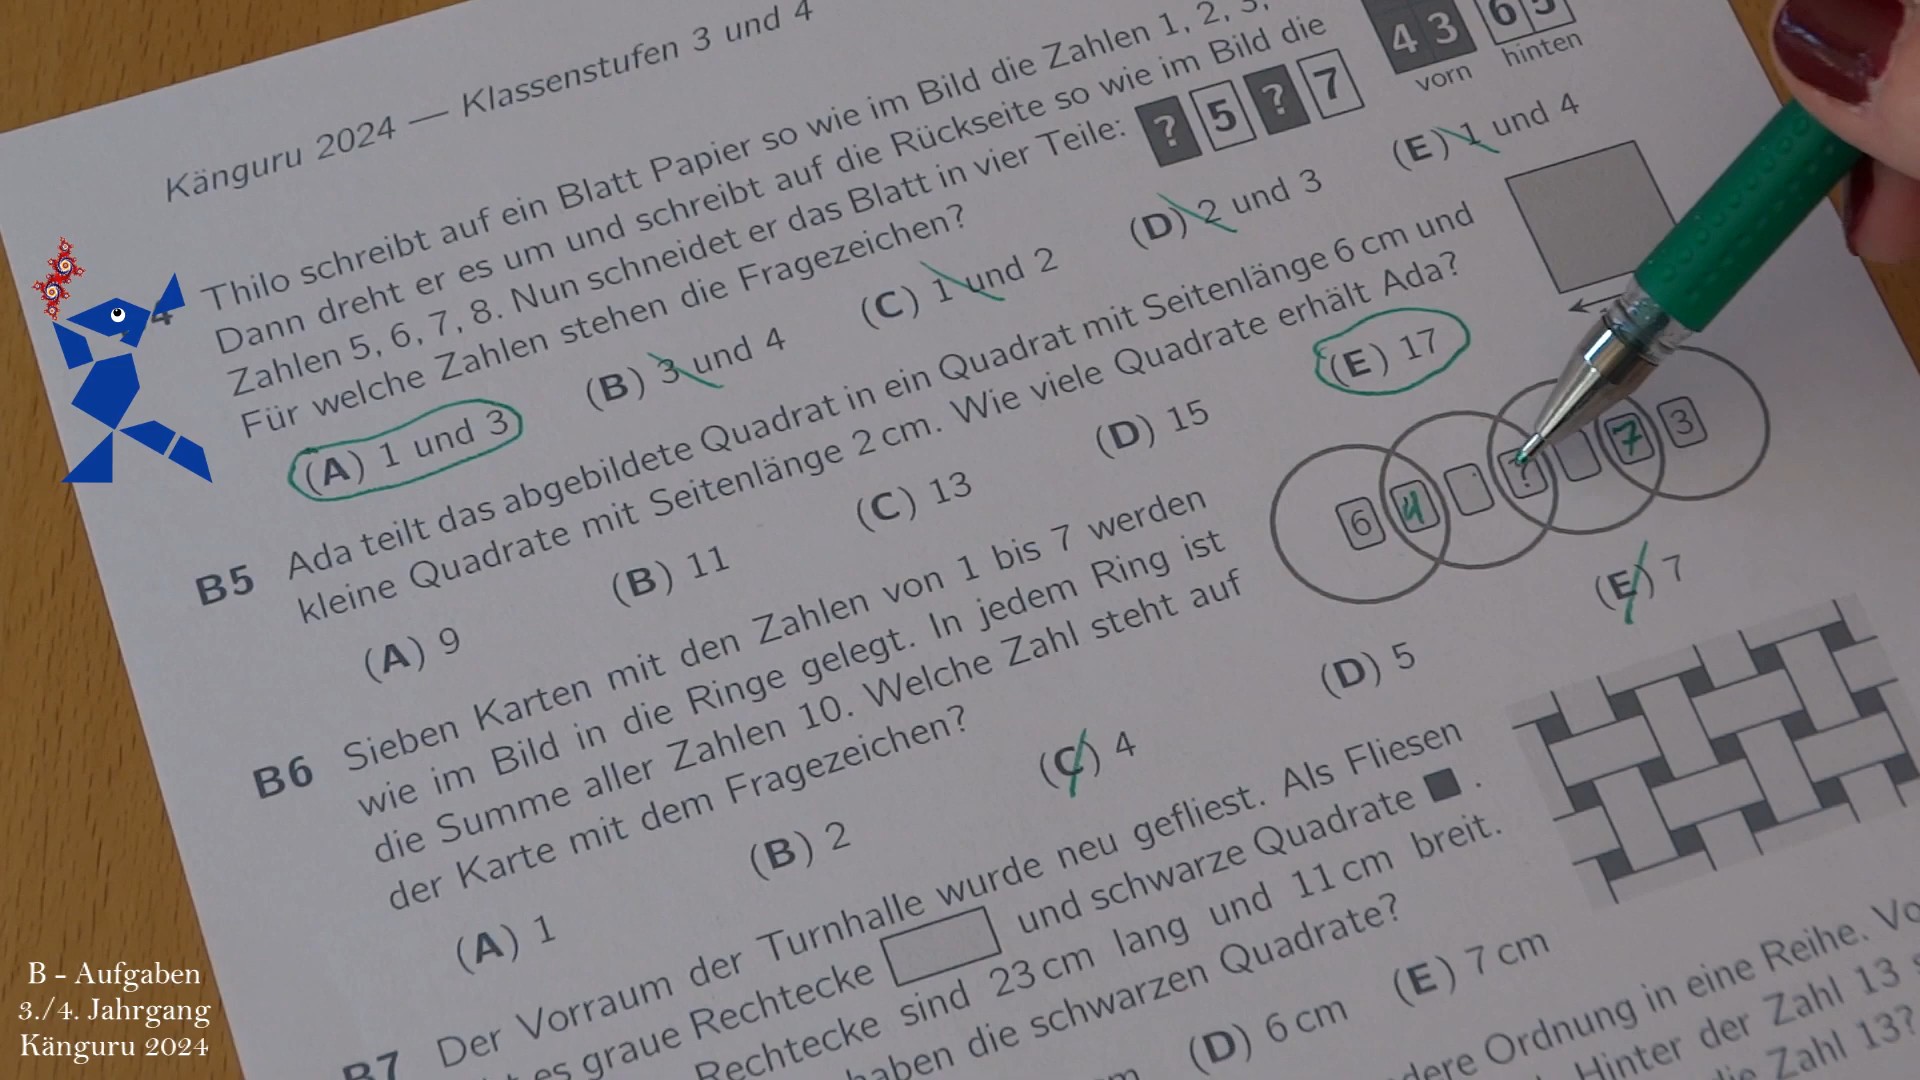 Känguru 2024 — Klassenstufen 3 und 4
4 Thilo schreibt auf ein Blatt Papier so wie im Bild die Zahlen 1, 2, 3,
Dann dreht er es um und schreibt auf die Rückseite so wie im Bild die
Zahlen 5, 6, 7, 8. Nun schneidet er das Blatt in vier Teile: ? 5 ? 7
Für welche Zahlen stehen die Fragezeichen?
4 3 6 5
vorn hinten
(A) 1 und 3 (B) 3 und 4 (C) 1 und 2 (D) 2 und 3 (E) 1 und 4
B5 Ada teilt das abgebildete Quadrat in ein Quadrat mit Seitenlänge 6 cm und
kleine Quadrate mit Seitenlänge 2 cm. Wie viele Quadrate erhält Ada?
(A) 9 (B) 11 (C) 13 (D) 15 (E) 17
B6 Sieben Karten mit den Zahlen von 1 bis 7 werden
wie im Bild in die Ringe gelegt. In jedem Ring ist
die Summe aller Zahlen 10. Welche Zahl steht auf
der Karte mit dem Fragezeichen?
6 4 ? 7 3
(A) 1 (B) 2 (C) 4 (D) 5 (E) 7
B7 Der Vorraum der Turnhalle wurde neu gefliest. Als Fliesen
es graue Rechtecke und schwarze Quadrate .
Rechtecke sind 23 cm lang und 11 cm breit.
haben die schwarzen Quadrate?
(D) 6 cm (E) 7 cm
Ordnung in eine Reihe.
Hinter der Zahl 13
die Zahl 13?
B - Aufgaben
3./4. Jahrgang
Känguru 2024